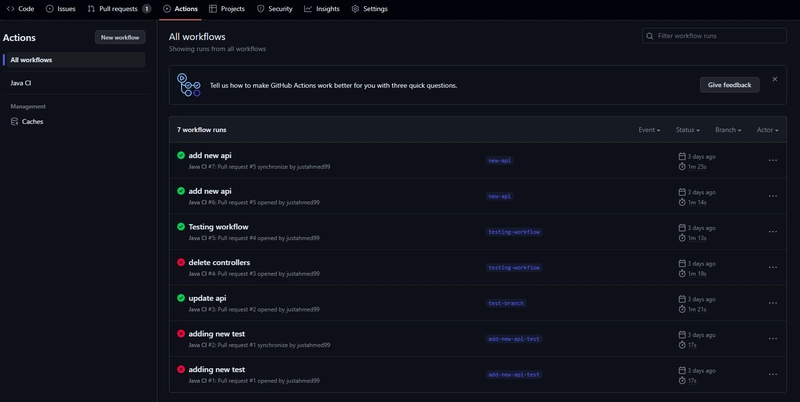 Code Issues Pull requests 1 Actions Projects Security Insights Settings
Actions New workflow
All workflows
Java CI
Management
Caches
All workflows
Showing runs from all workflows
Filter workflow runs
Tell us how to make GitHub Actions work better for you with three quick questions.
Give feedback
7 workflow runs Event Status Branch Actor
add new api
Java CI #7: Pull request #5 synchronize by justahmed99
new-api
3 days ago
1m 25s
add new api
Java CI #6: Pull request #5 opened by justahmed99
new-api
3 days ago
1m 14s
Testing workflow
Java CI #5: Pull request #4 opened by justahmed99
testing-workflow
3 days ago
1m 13s
delete controllers
Java CI #4: Pull request #3 opened by justahmed99
testing-workflow
3 days ago
1m 19s
update api
Java CI #3: Pull request #2 opened by justahmed99
test-branch
3 days ago
1m 21s
adding new test
Java CI #2: Pull request #1 synchronize by justahmed99
add-new-api-test
3 days ago
17s
adding new test
Java CI #1: Pull request #1 opened by justahmed99
add-new-api-test
3 days ago
17s